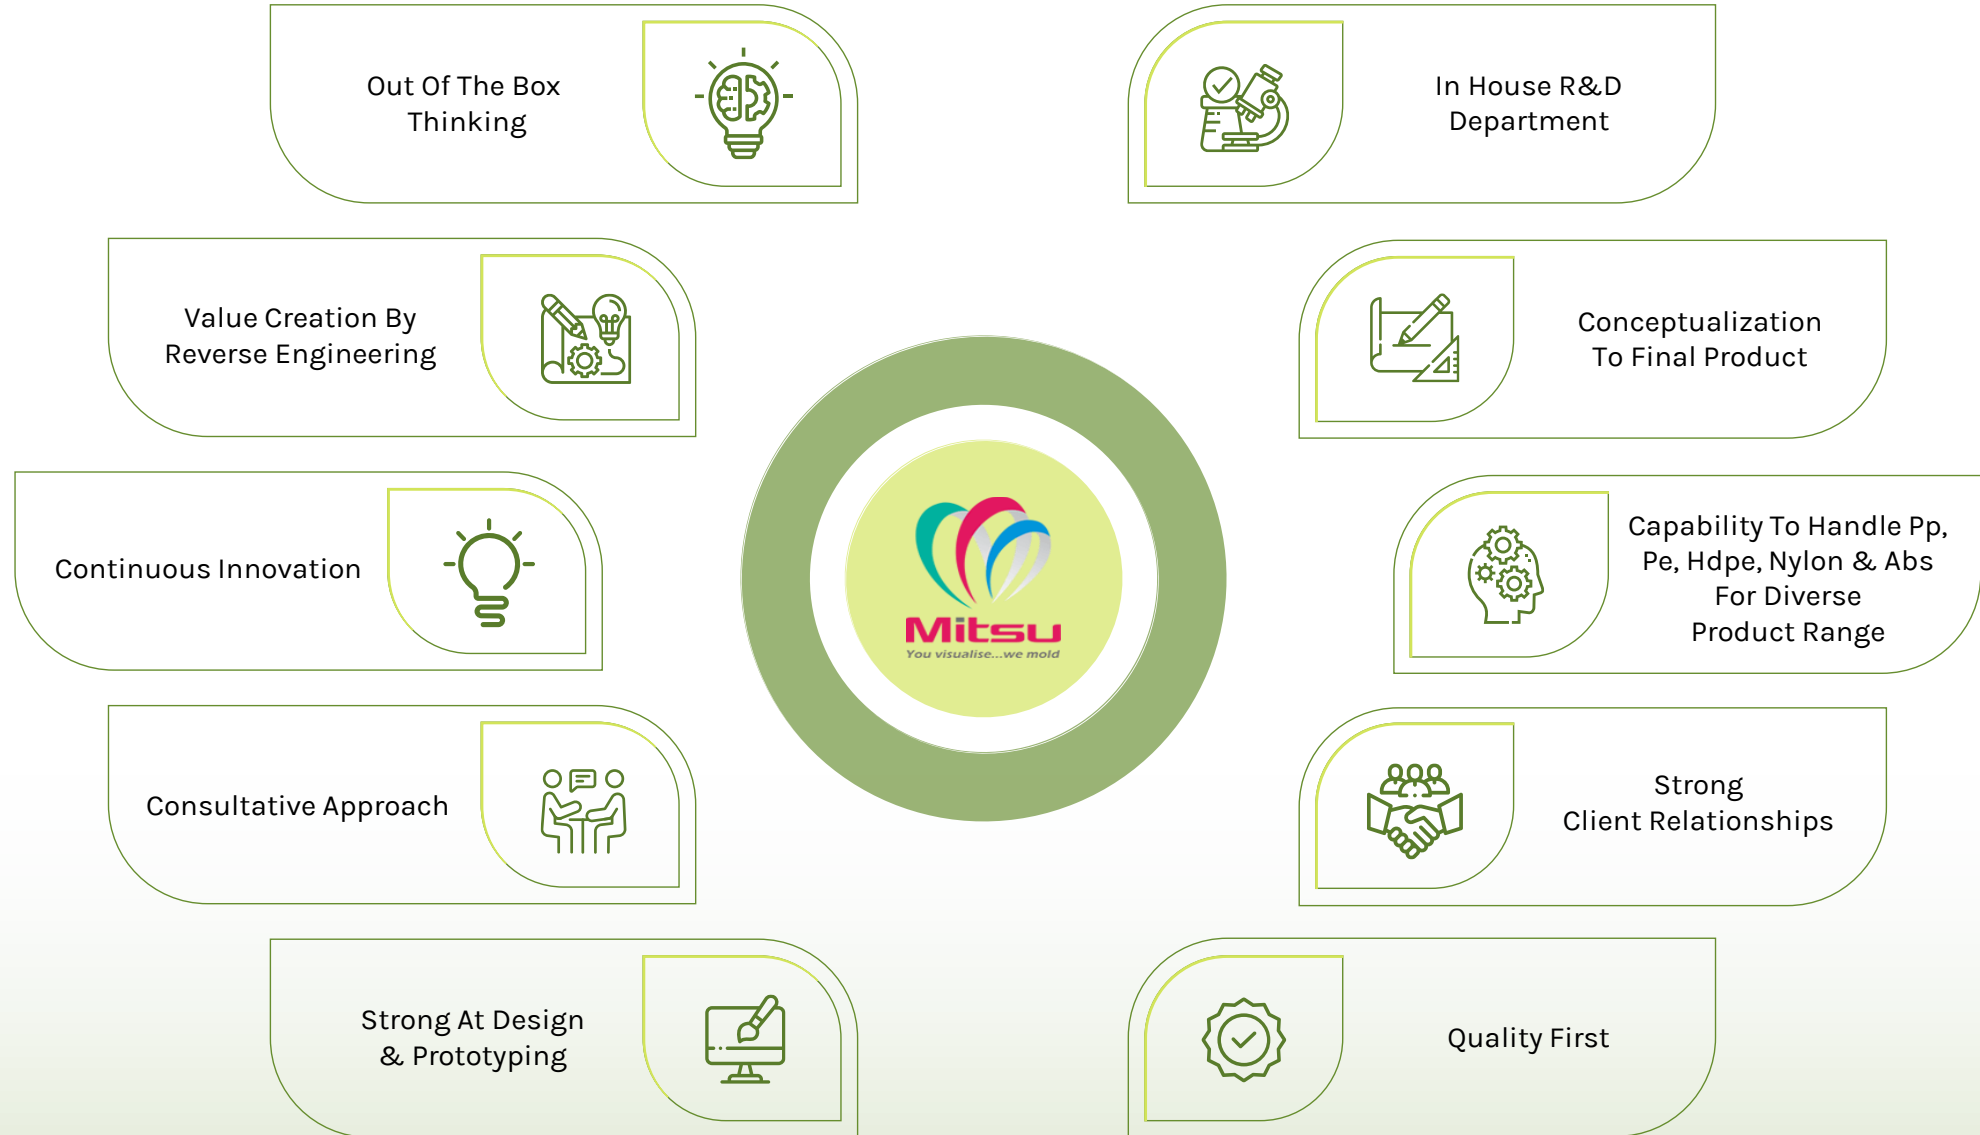 Out Of The Box
Thinking
In House R&D
Department
Value Creation By
Reverse Engineering
Conceptualization
To Final Product
Continuous Innovation
Mitsu
You visualise...we mold
Capability To Handle Pp,
Pe, Hdpe, Nylon & Abs
For Diverse
Product Range
Consultative Approach
Strong
Client Relationships
Strong At Design
& Prototyping
Quality First